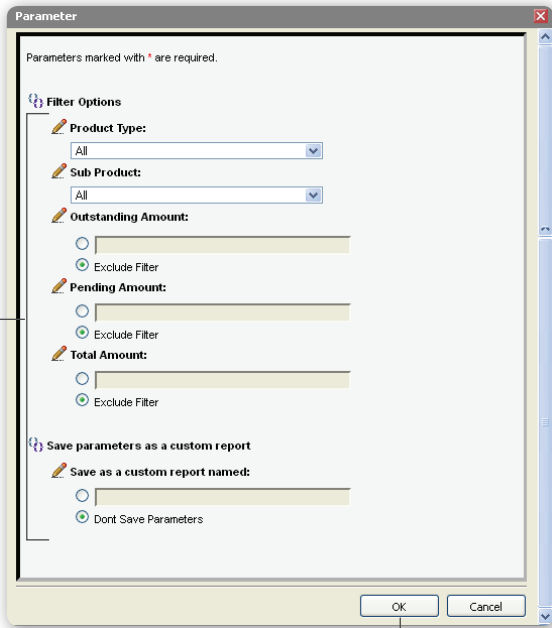 Parameter
Parameters marked with * are required.
Filter Options
Product Type:
All
Sub Product:
All
Outstanding Amount:
Exclude Filter
Pending Amount:
Exclude Filter
Total Amount:
Exclude Filter
Save parameters as a custom report
Save as a custom report named:
Dont Save Parameters
OK Cancel